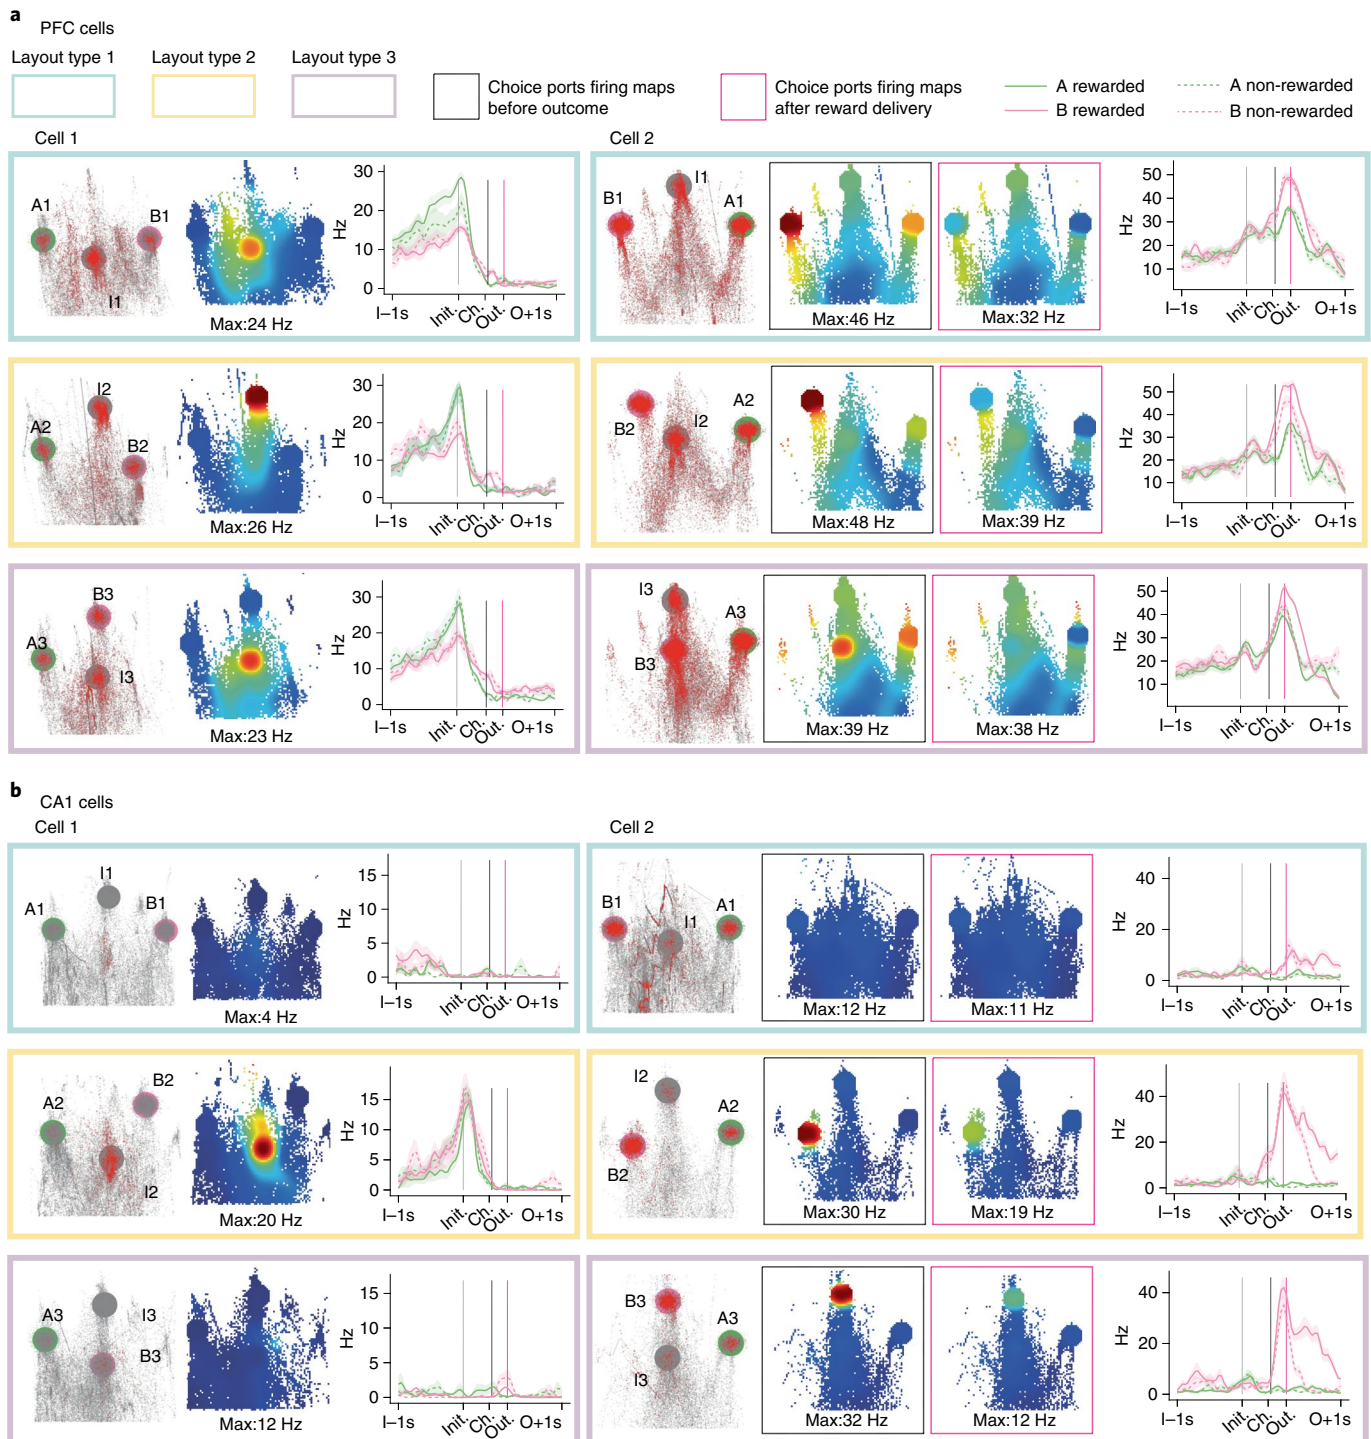 a
PFC cells
Layout type 1 Layout type 2 Layout type 3
Choice ports firing maps before outcome
Choice ports firing maps after reward delivery
A rewarded A non-rewarded
B rewarded B non-rewarded
Cell 1
A1 B1 I1
Max:24 Hz
Hz
30
20
10
0
I–1s Init. Ch. Out. O+1s
Cell 2
B1 I1 A1
Max:46 Hz
Max:32 Hz
Hz
50
40
30
20
10
I–1s Init. Ch. Out. O+1s
I2 A2 B2
Max:26 Hz
Hz
30
20
10
0
I–1s Init. Ch. Out. O+1s
B2 I2 A2
Max:48 Hz
Max:39 Hz
Hz
50
40
30
20
10
I–1s Init. Ch. Out. O+1s
B3 A3 I3
Max:23 Hz
Hz
30
20
10
0
I–1s Init. Ch. Out. O+1s
I3 B3 A3
Max:39 Hz
Max:38 Hz
Hz
50
40
30
20
10
I–1s Init. Ch. Out. O+1s
b
CA1 cells
Cell 1
I1 A1 B1
Max:4 Hz
Hz
15
10
5
0
I–1s Init. Ch. Out. O+1s
Cell 2
B1 I1 A1
Max:12 Hz
Max:11 Hz
Hz
40
20
0
I–1s Init. Ch. Out. O+1s
B2 A2 I2
Max:20 Hz
Hz
15
10
5
0
I–1s Init. Ch. Out. O+1s
I2 A2 B2
Max:30 Hz
Max:19 Hz
Hz
40
20
0
I–1s Init. Ch. Out. O+1s
A3 I3 B3
Max:12 Hz
Hz
15
10
5
0
I–1s Init. Ch. Out. O+1s
B3 A3 I3
Max:32 Hz
Max:12 Hz
Hz
40
20
0
I–1s Init. Ch. Out. O+1s